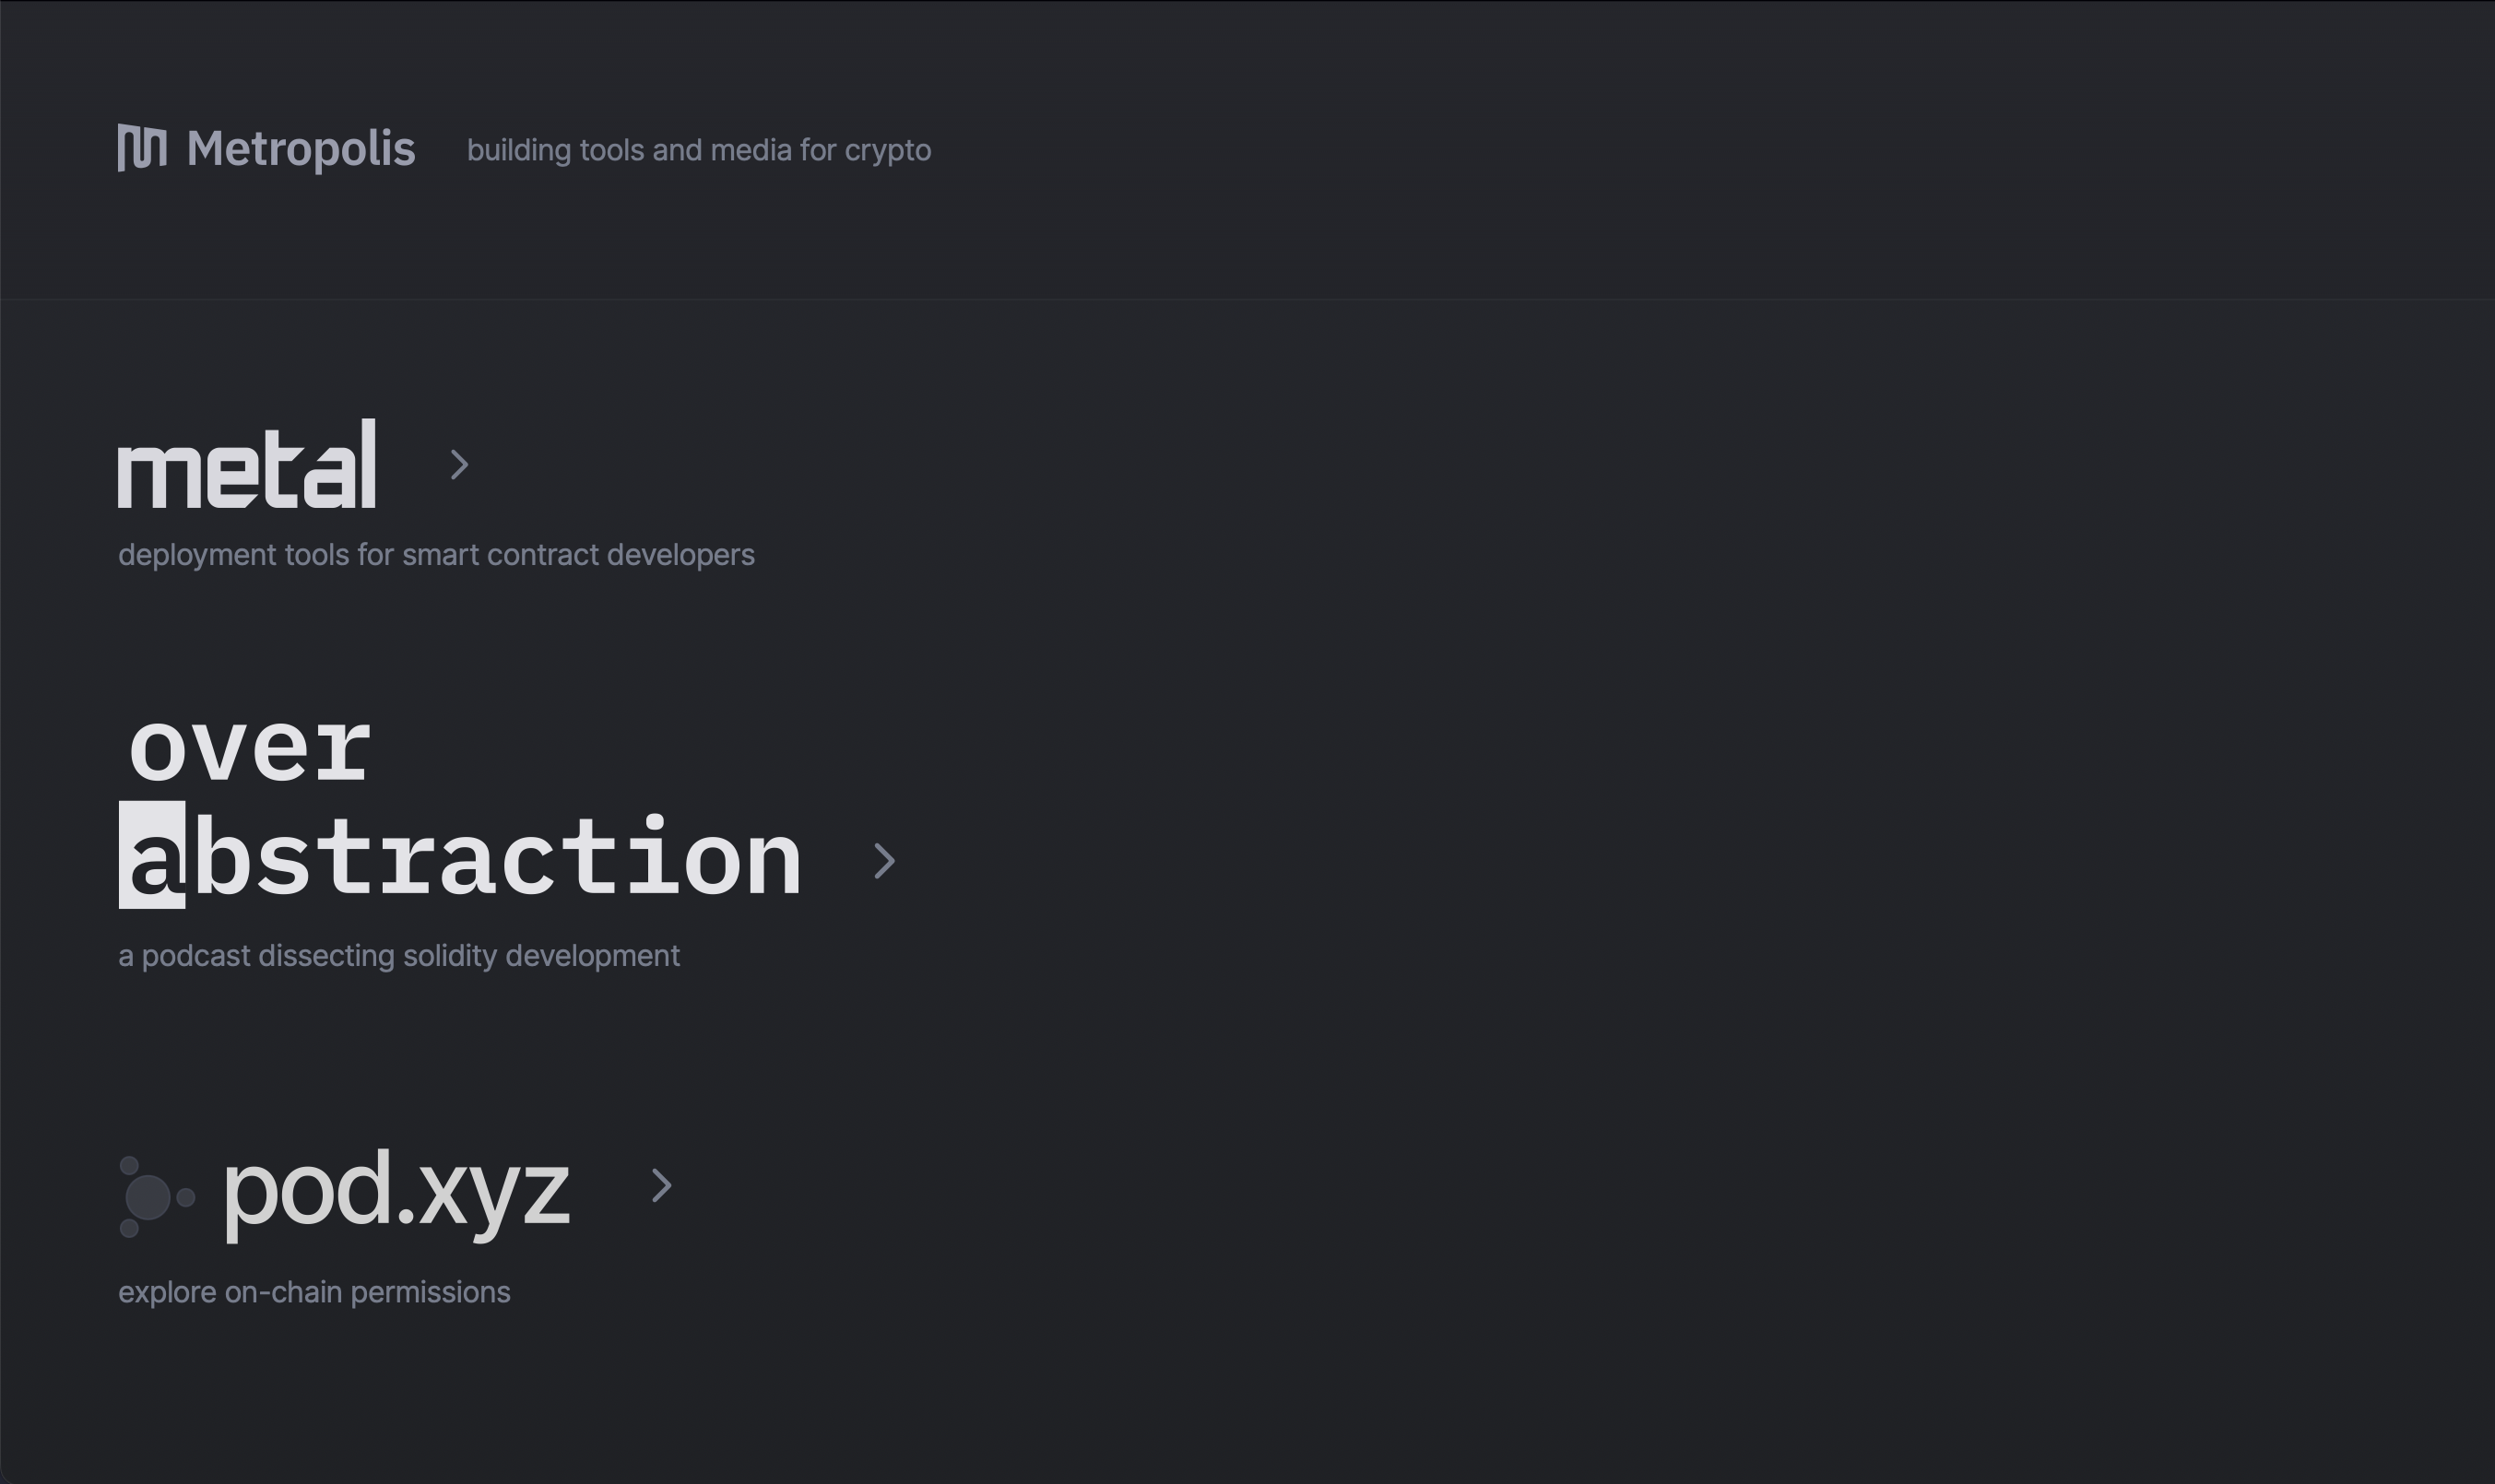 Metropolis building tools and media for crypto
metal
deployment tools for smart contract developers
over
abstraction
a podcast dissecting solidity development
pod.xyz
explore on-chain permissions